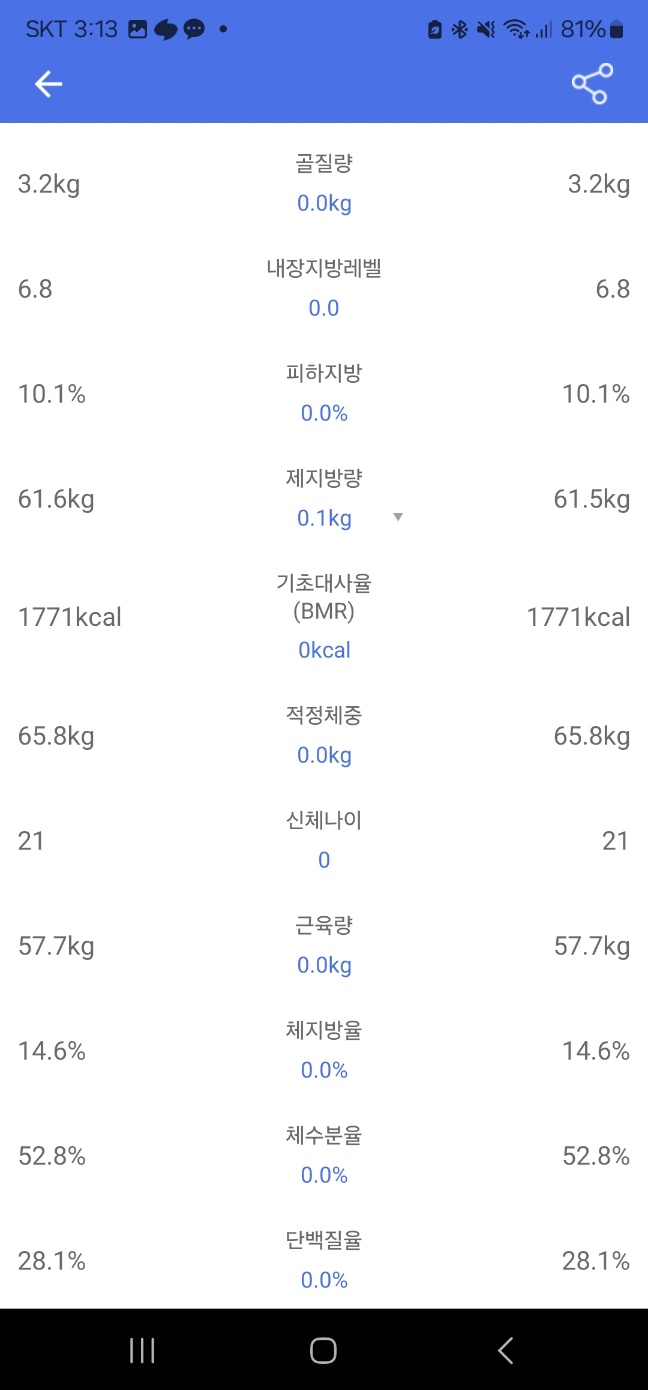 SKT 3:13 81%
골질량
3.2kg 3.2kg
0.0kg
내장지방레벨
6.8 6.8
0.0
피하지방
10.1% 10.1%
0.0%
제지방량
61.6kg 61.5kg
0.1kg
기초대사율
(BMR)
1771kcal 1771kcal
0kcal
적정체중
65.8kg 65.8kg
0.0kg
신체나이
21 21
0
근육량
57.7kg 57.7kg
0.0kg
체지방율
14.6% 14.6%
0.0%
체수분율
52.8% 52.8%
0.0%
단백질율
28.1% 28.1%
0.0%